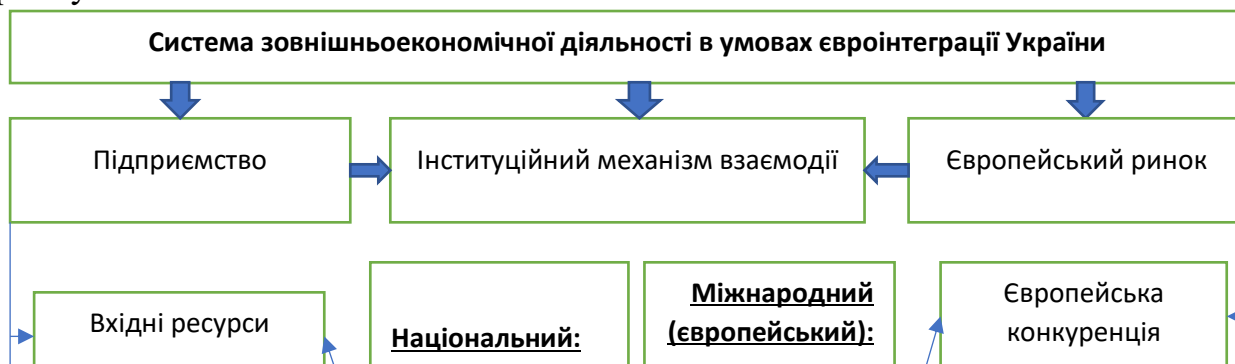 Система зовнішньоекономічної діяльності в умовах євроінтеграції України
Підприємство
Інституційний механізм взаємодії
Європейський ринок
Вхідні ресурси
Національний:
Міжнародний
(європейський):
Європейська
конкуренція